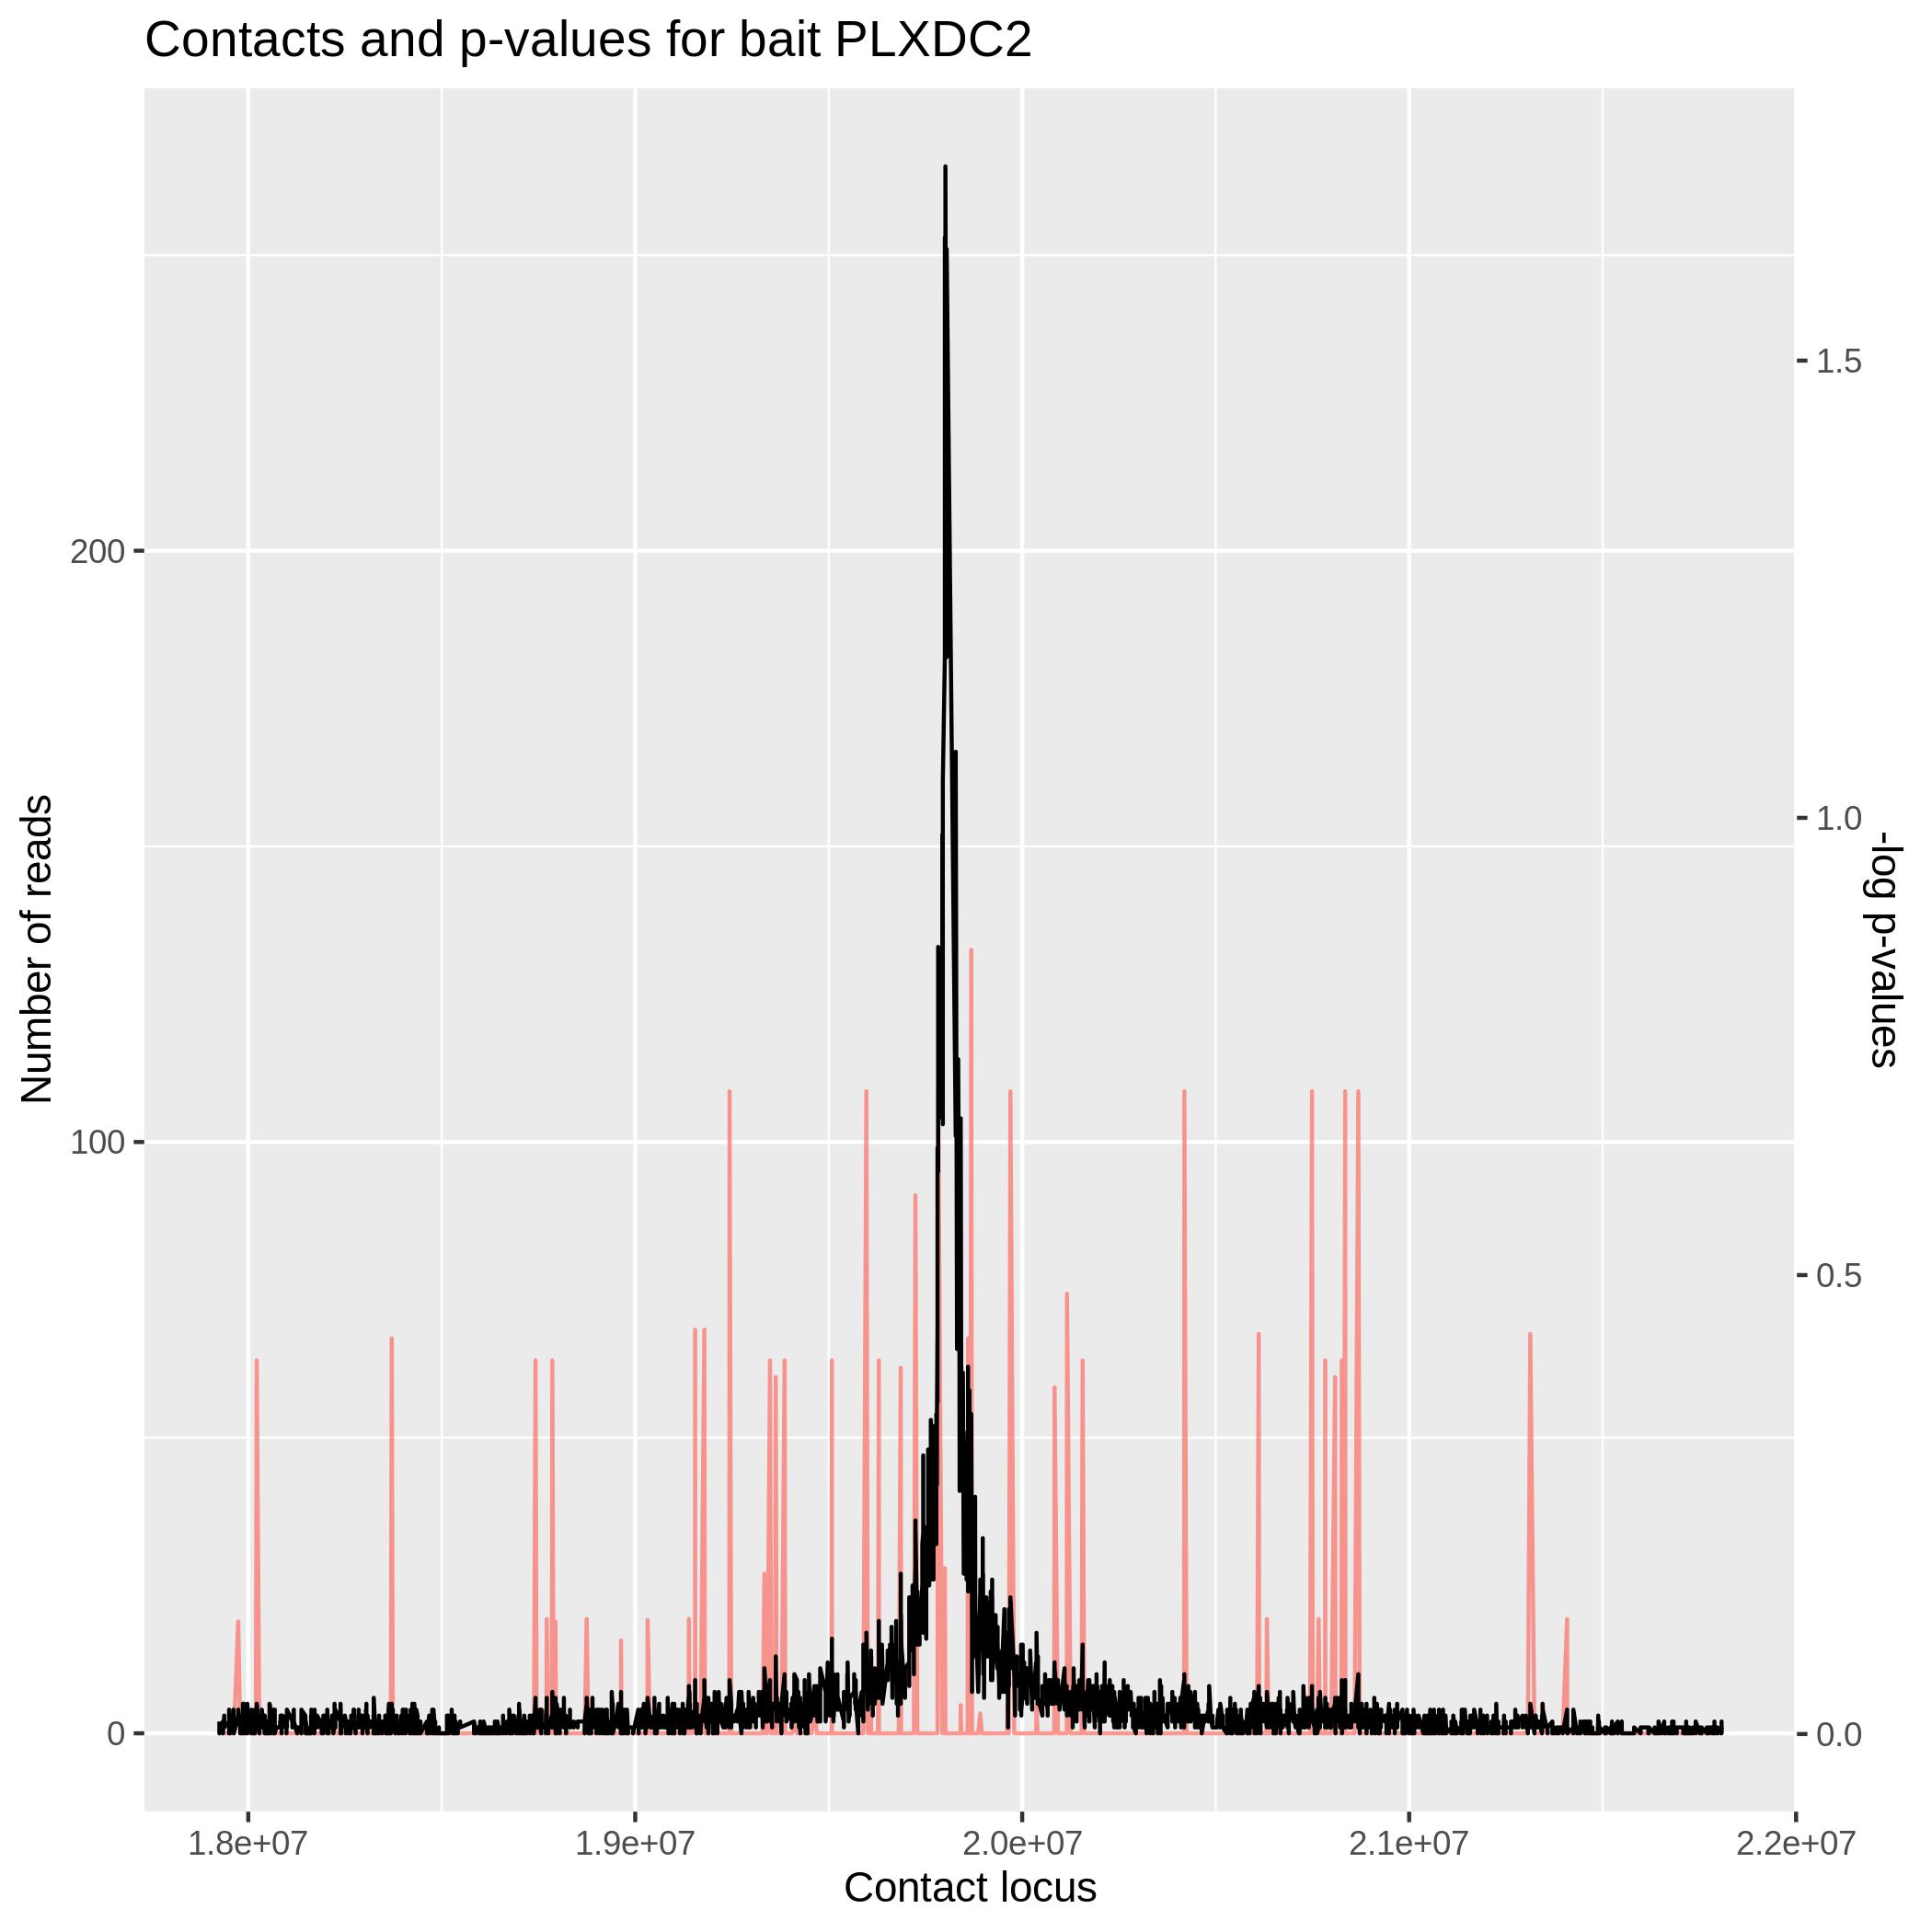 Contacts and p-values for bait PLXDC2
Number of reads
200
100
0
1.5
1.0
0.5
0.0
-log p-values
1.8e+07 1.9e+07 2.0e+07 2.1e+07 2.2e+07
Contact locus